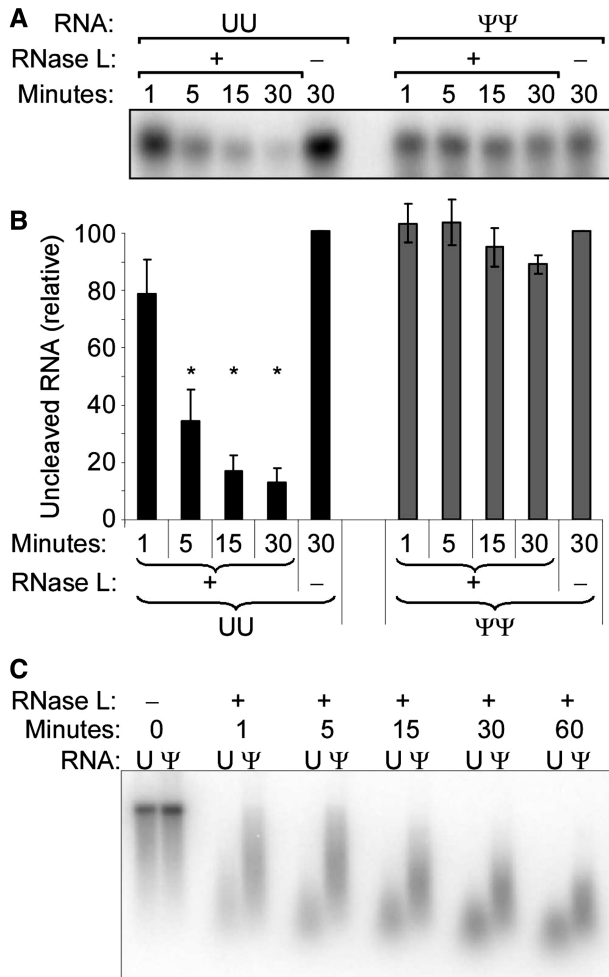 A
RNA: UU ΨΨ
RNase L: + – + –
Minutes: 1 5 15 30 30 1 5 15 30 30
B
Uncleaved RNA (relative)
100
80
60
40
20
0
* * *
Minutes: 1 5 15 30 30 1 5 15 30 30
RNase L: + – + –
UU ΨΨ
C
RNase L: – + + + + +
Minutes: 0 1 5 15 30 60
RNA: U Ψ U Ψ U Ψ U Ψ U Ψ U Ψ